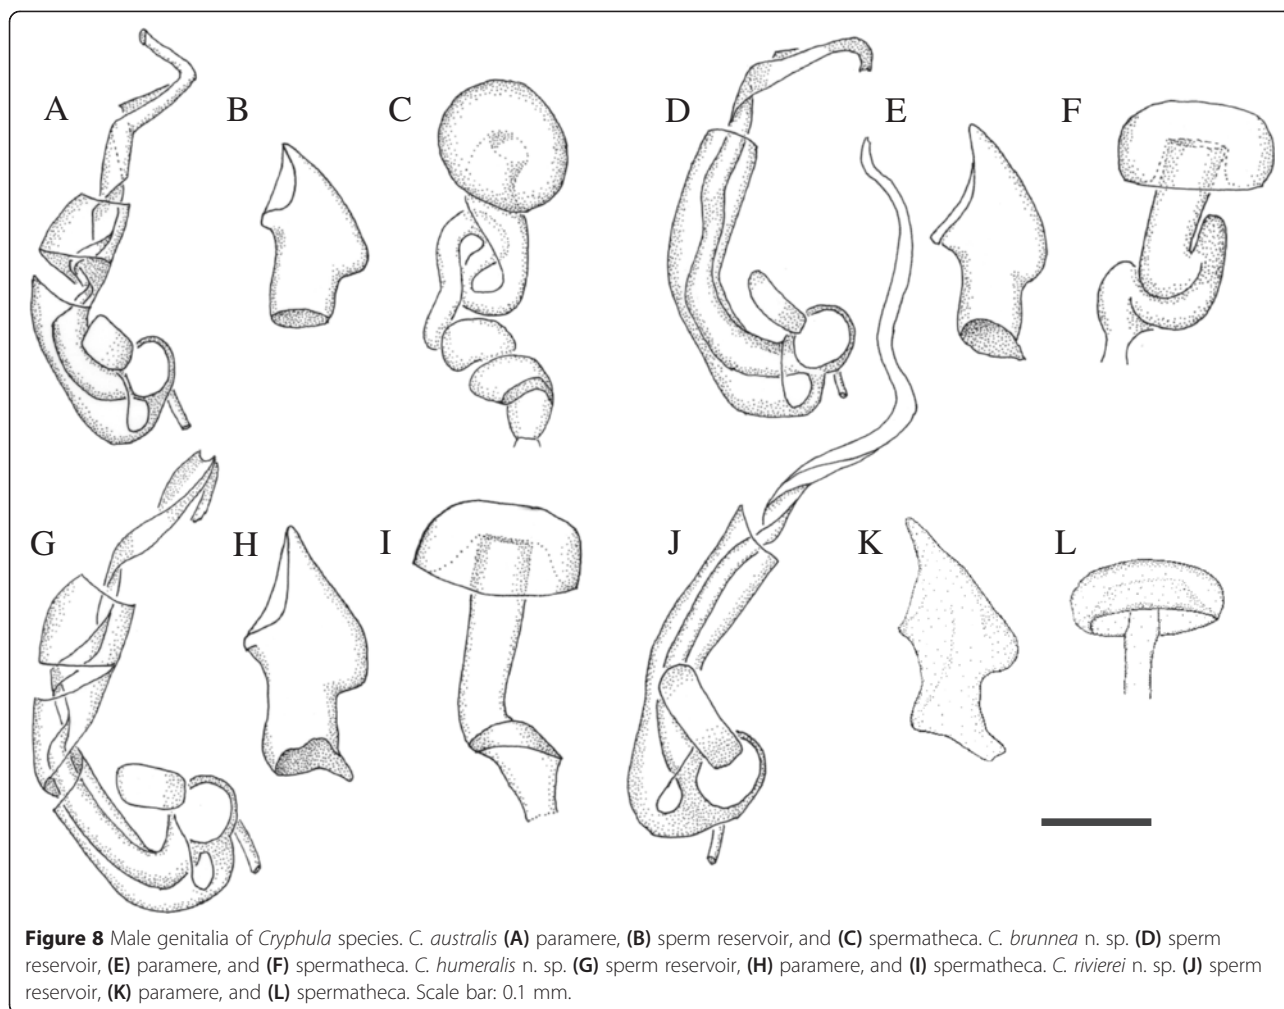 A B C D E F
G H I J K L
Figure 8 Male genitalia of Cryphula species. C. australis (A) paramere, (B) sperm reservoir, and (C) spermatheca. C. brunnea n. sp. (D) sperm
reservoir, (E) paramere, and (F) spermatheca. C. humeralis n. sp. (G) sperm reservoir, (H) paramere, and (I) spermatheca. C. rivierei n. sp. (J) sperm
reservoir, (K) paramere, and (L) spermatheca. Scale bar: 0.1 mm.